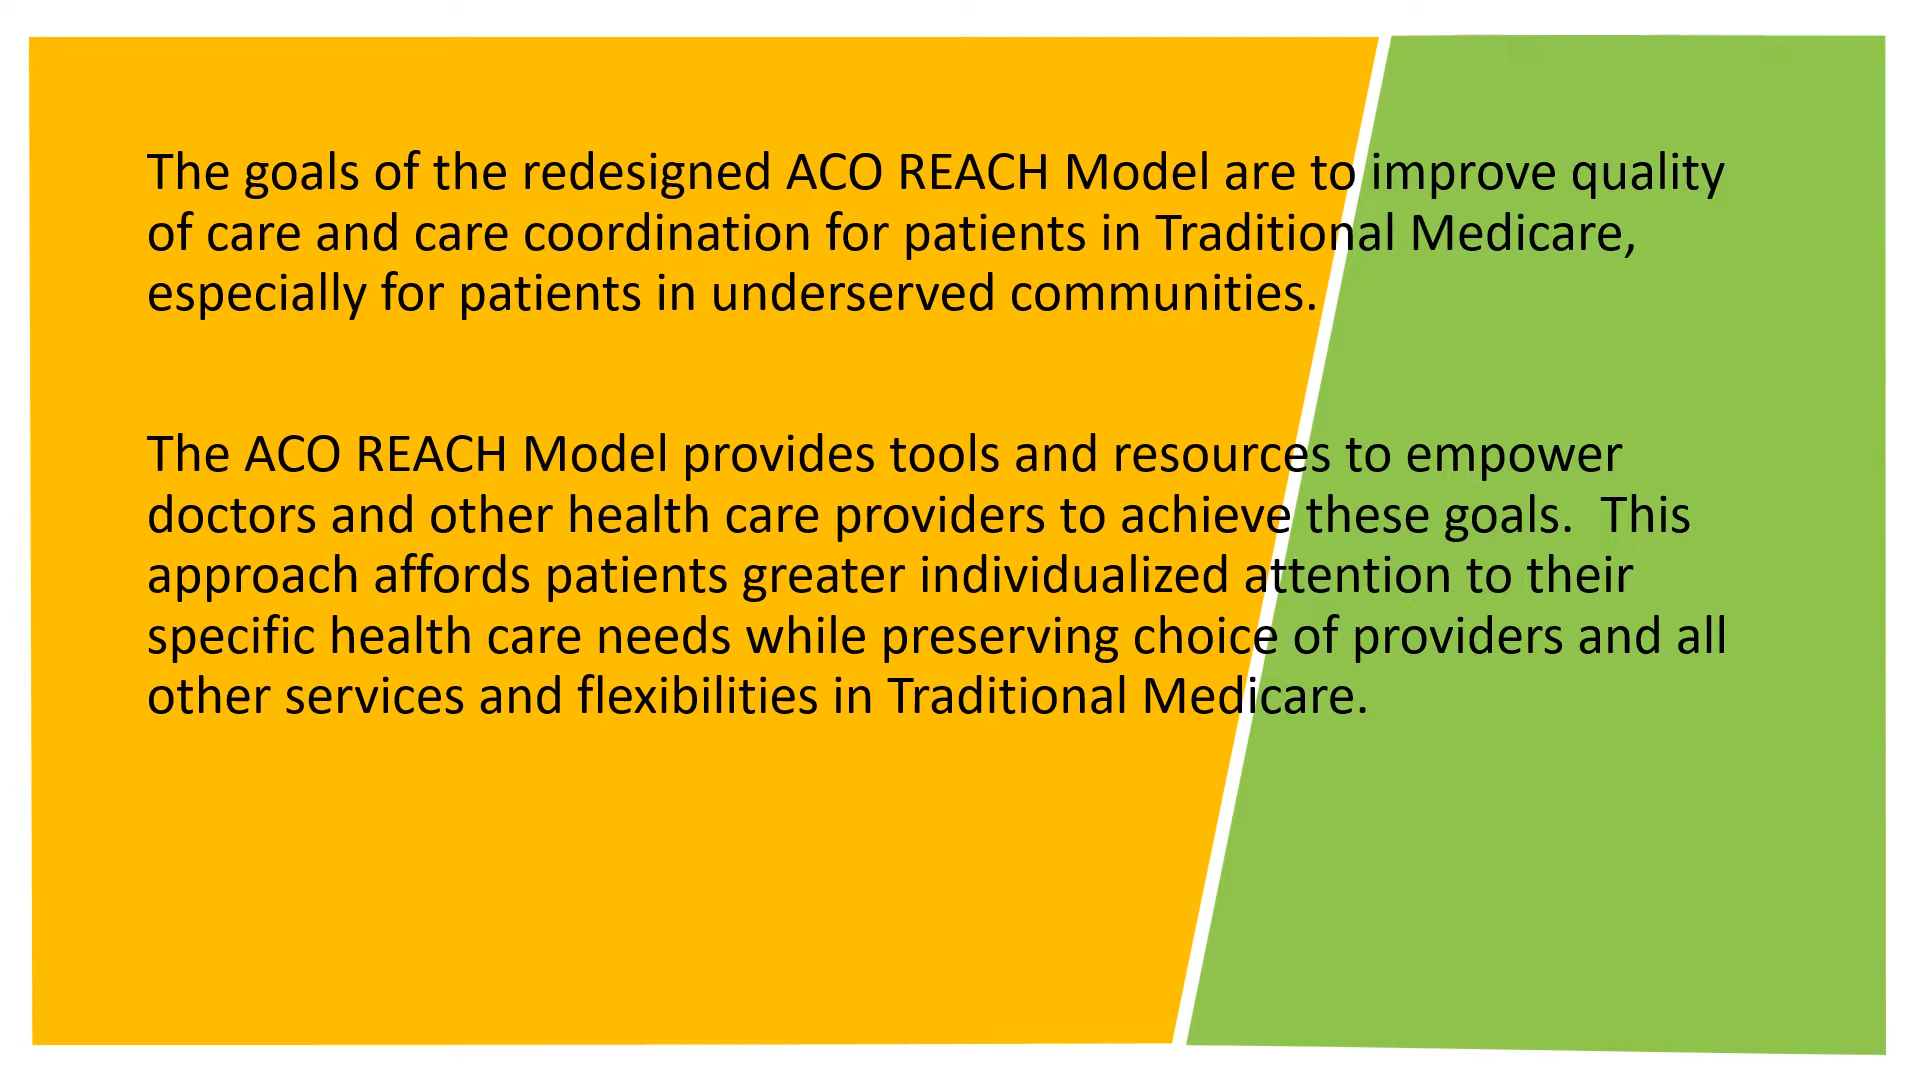 The goals of the redesigned ACO REACH Model are to improve quality
of care and care coordination for patients in Traditional Medicare,
especially for patients in underserved communities.
The ACO REACH Model provides tools and resources to empower
doctors and other health care providers to achieve these goals.  This
approach affords patients greater individualized attention to their
specific health care needs while preserving choice of providers and all
other services and flexibilities in Traditional Medicare.